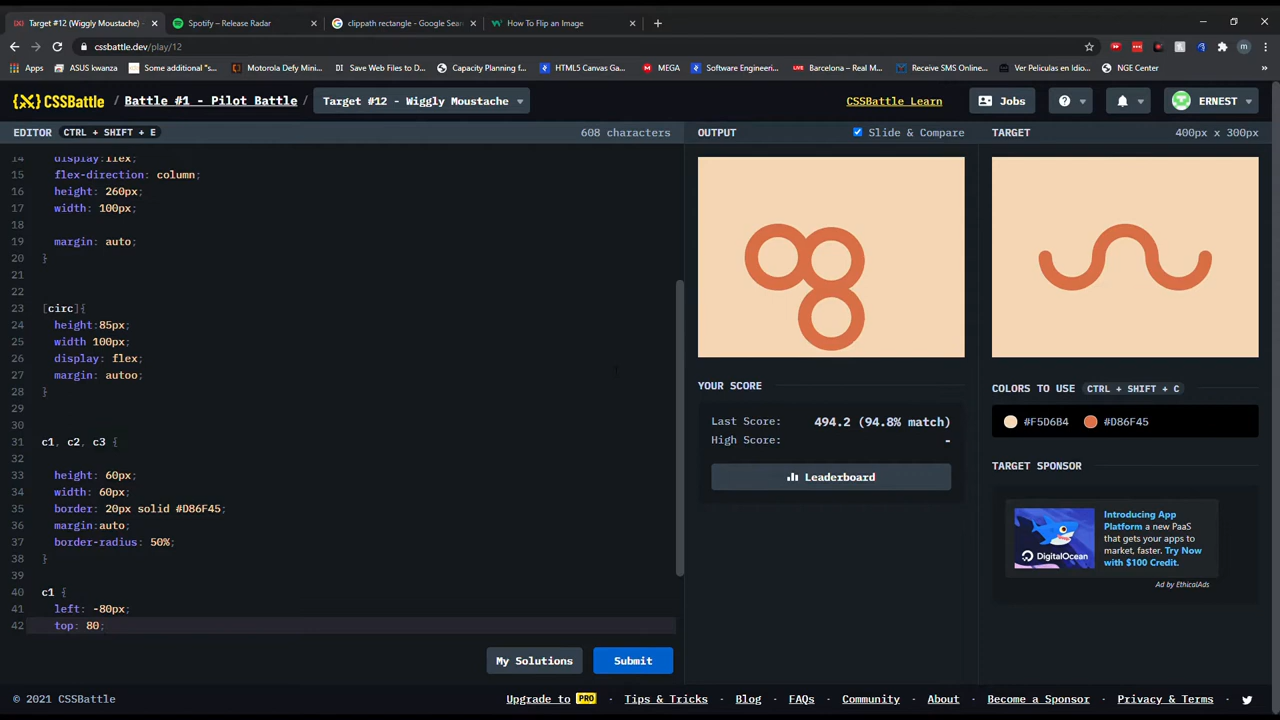 Target #12 (Wiggly Moustache)
Spotify – Release Radar
clippath rectangle - Google Sear
How To Flip an Image
cssbattle.dev/play/12
Apps
ASUS kwanza
Some additional "s...
Motorola Defy Mini...
Save Web Files to D...
Capacity Planning f...
HTML5 Canvas Ga...
MEGA
Software Engineeri...
LIVE Barcelona – Real M...
Receive SMS Online...
Ver Peliculas en Idio...
NGE Center
CSSBattle / Battle #1 - Pilot Battle / Target #12 - Wiggly Moustache
CSSBattle Learn
Jobs
ERNEST
EDITOR CTRL + SHIFT + E 608 characters
OUTPUT Slide & Compare
TARGET 400px x 300px
14 display:flex;
15 flex-direction: column;
16 height: 260px;
17 width: 100px;
18
19 margin: auto;
20 }
21
22
23 [circ]{
24 height:85px;
25 width 100px;
26 display: flex;
27 margin: autoo;
28 }
29
30
31 c1, c2, c3 {
32
33 height: 60px;
34 width: 60px;
35 border: 20px solid #D86F45;
36 margin:auto;
37 border-radius: 50%;
38 }
39
40 c1 {
41 left: -80px;
42 top: 80;
My Solutions
Submit
YOUR SCORE
Last Score: 494.2 (94.8% match)
High Score: -
Leaderboard
COLORS TO USE CTRL + SHIFT + C
#F5D6B4 #D86F45
TARGET SPONSOR
Introducing App
Platform a new PaaS
that gets your apps to
market, faster. Try Now
with $100 Credit.
DigitalOcean
Ad by EthicalAds
© 2021 CSSBattle
Upgrade to PRO
Tips & Tricks
Blog
FAQs
Community
About
Become a Sponsor
Privacy & Terms